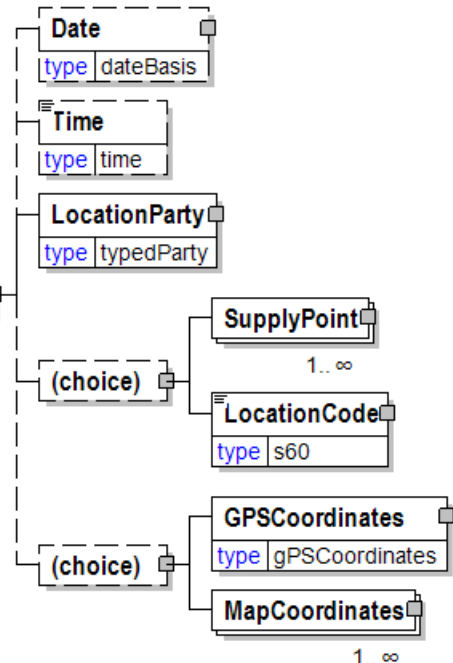 Date
type dateBasis
Time
type time
LocationParty
type typedParty
SupplyPoint
1.. ∞
(choice)
LocationCode
type s60
GPSCoordinates
type gPSCoordinates
(choice)
MapCoordinates
1.. ∞